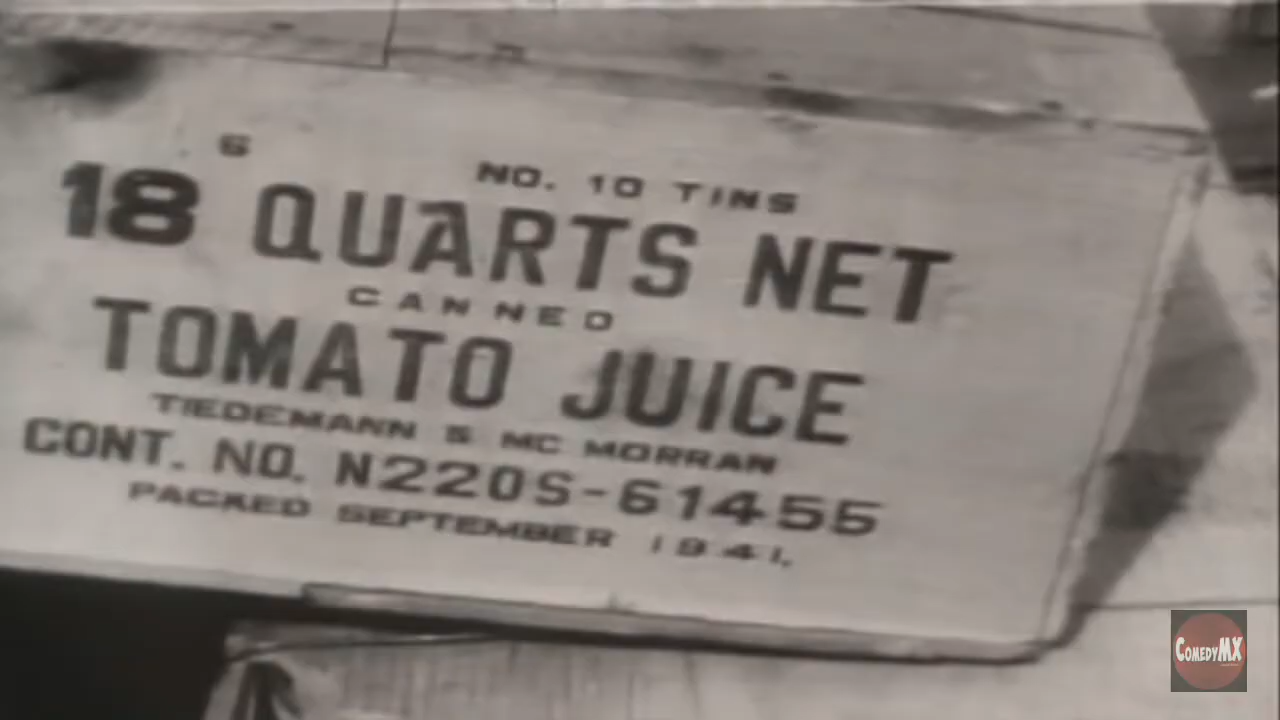 6
NO. 10 TINS
18 QUARTS NET
CANNED
TOMATO JUICE
TIEDEMANN & MC MORRAN
CONT. NO. N220S-61455
PACKED SEPTEMBER 1941.
COMEDYMX